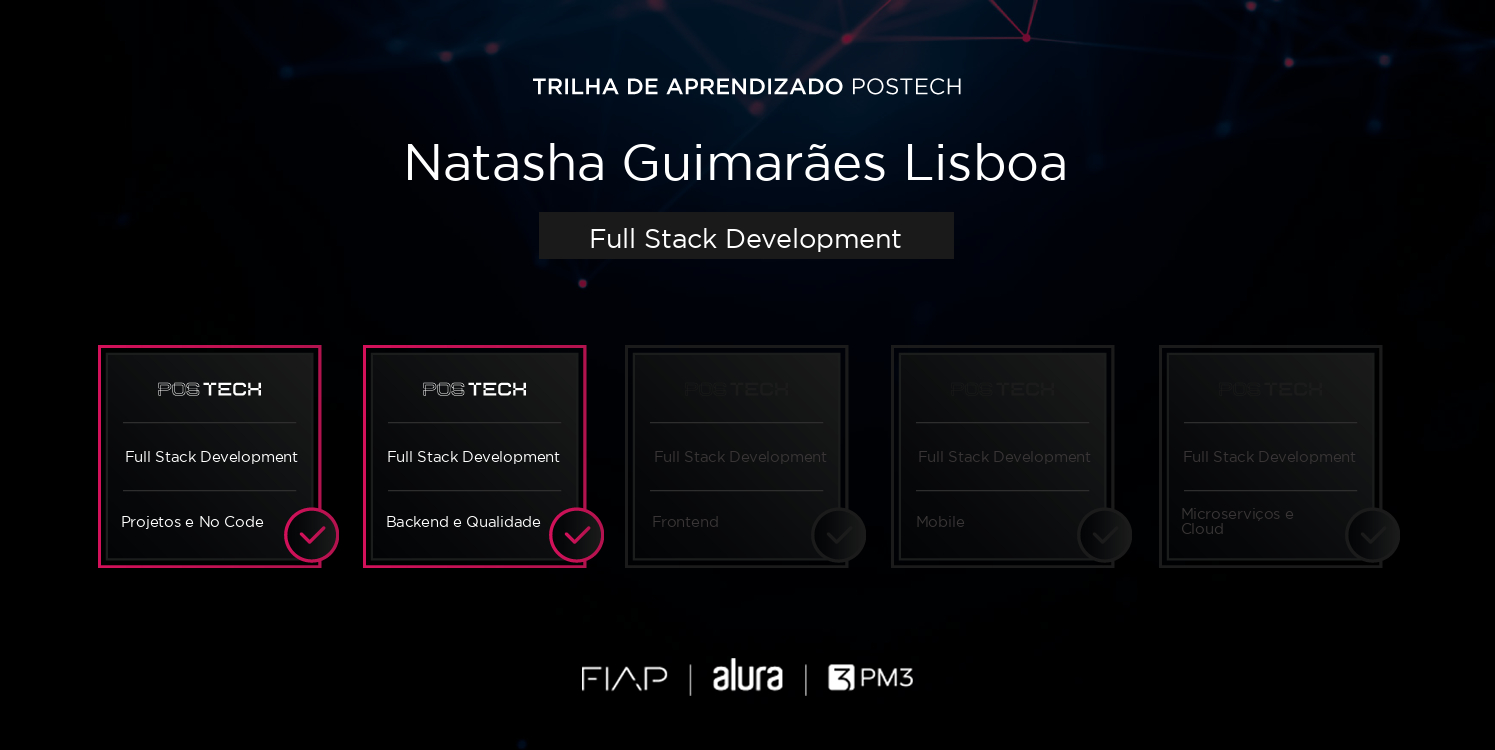 TRILHA DE APRENDIZADO POSTECH
Natasha Guimarães Lisboa
Full Stack Development
POS TECH
Full Stack Development
Projetos e No Code
POS TECH
Full Stack Development
Backend e Qualidade
POS TECH
Full Stack Development
Frontend
POS TECH
Full Stack Development
Mobile
POS TECH
Full Stack Development
Microserviços e
Cloud
FIAP | alura | 3 PM3